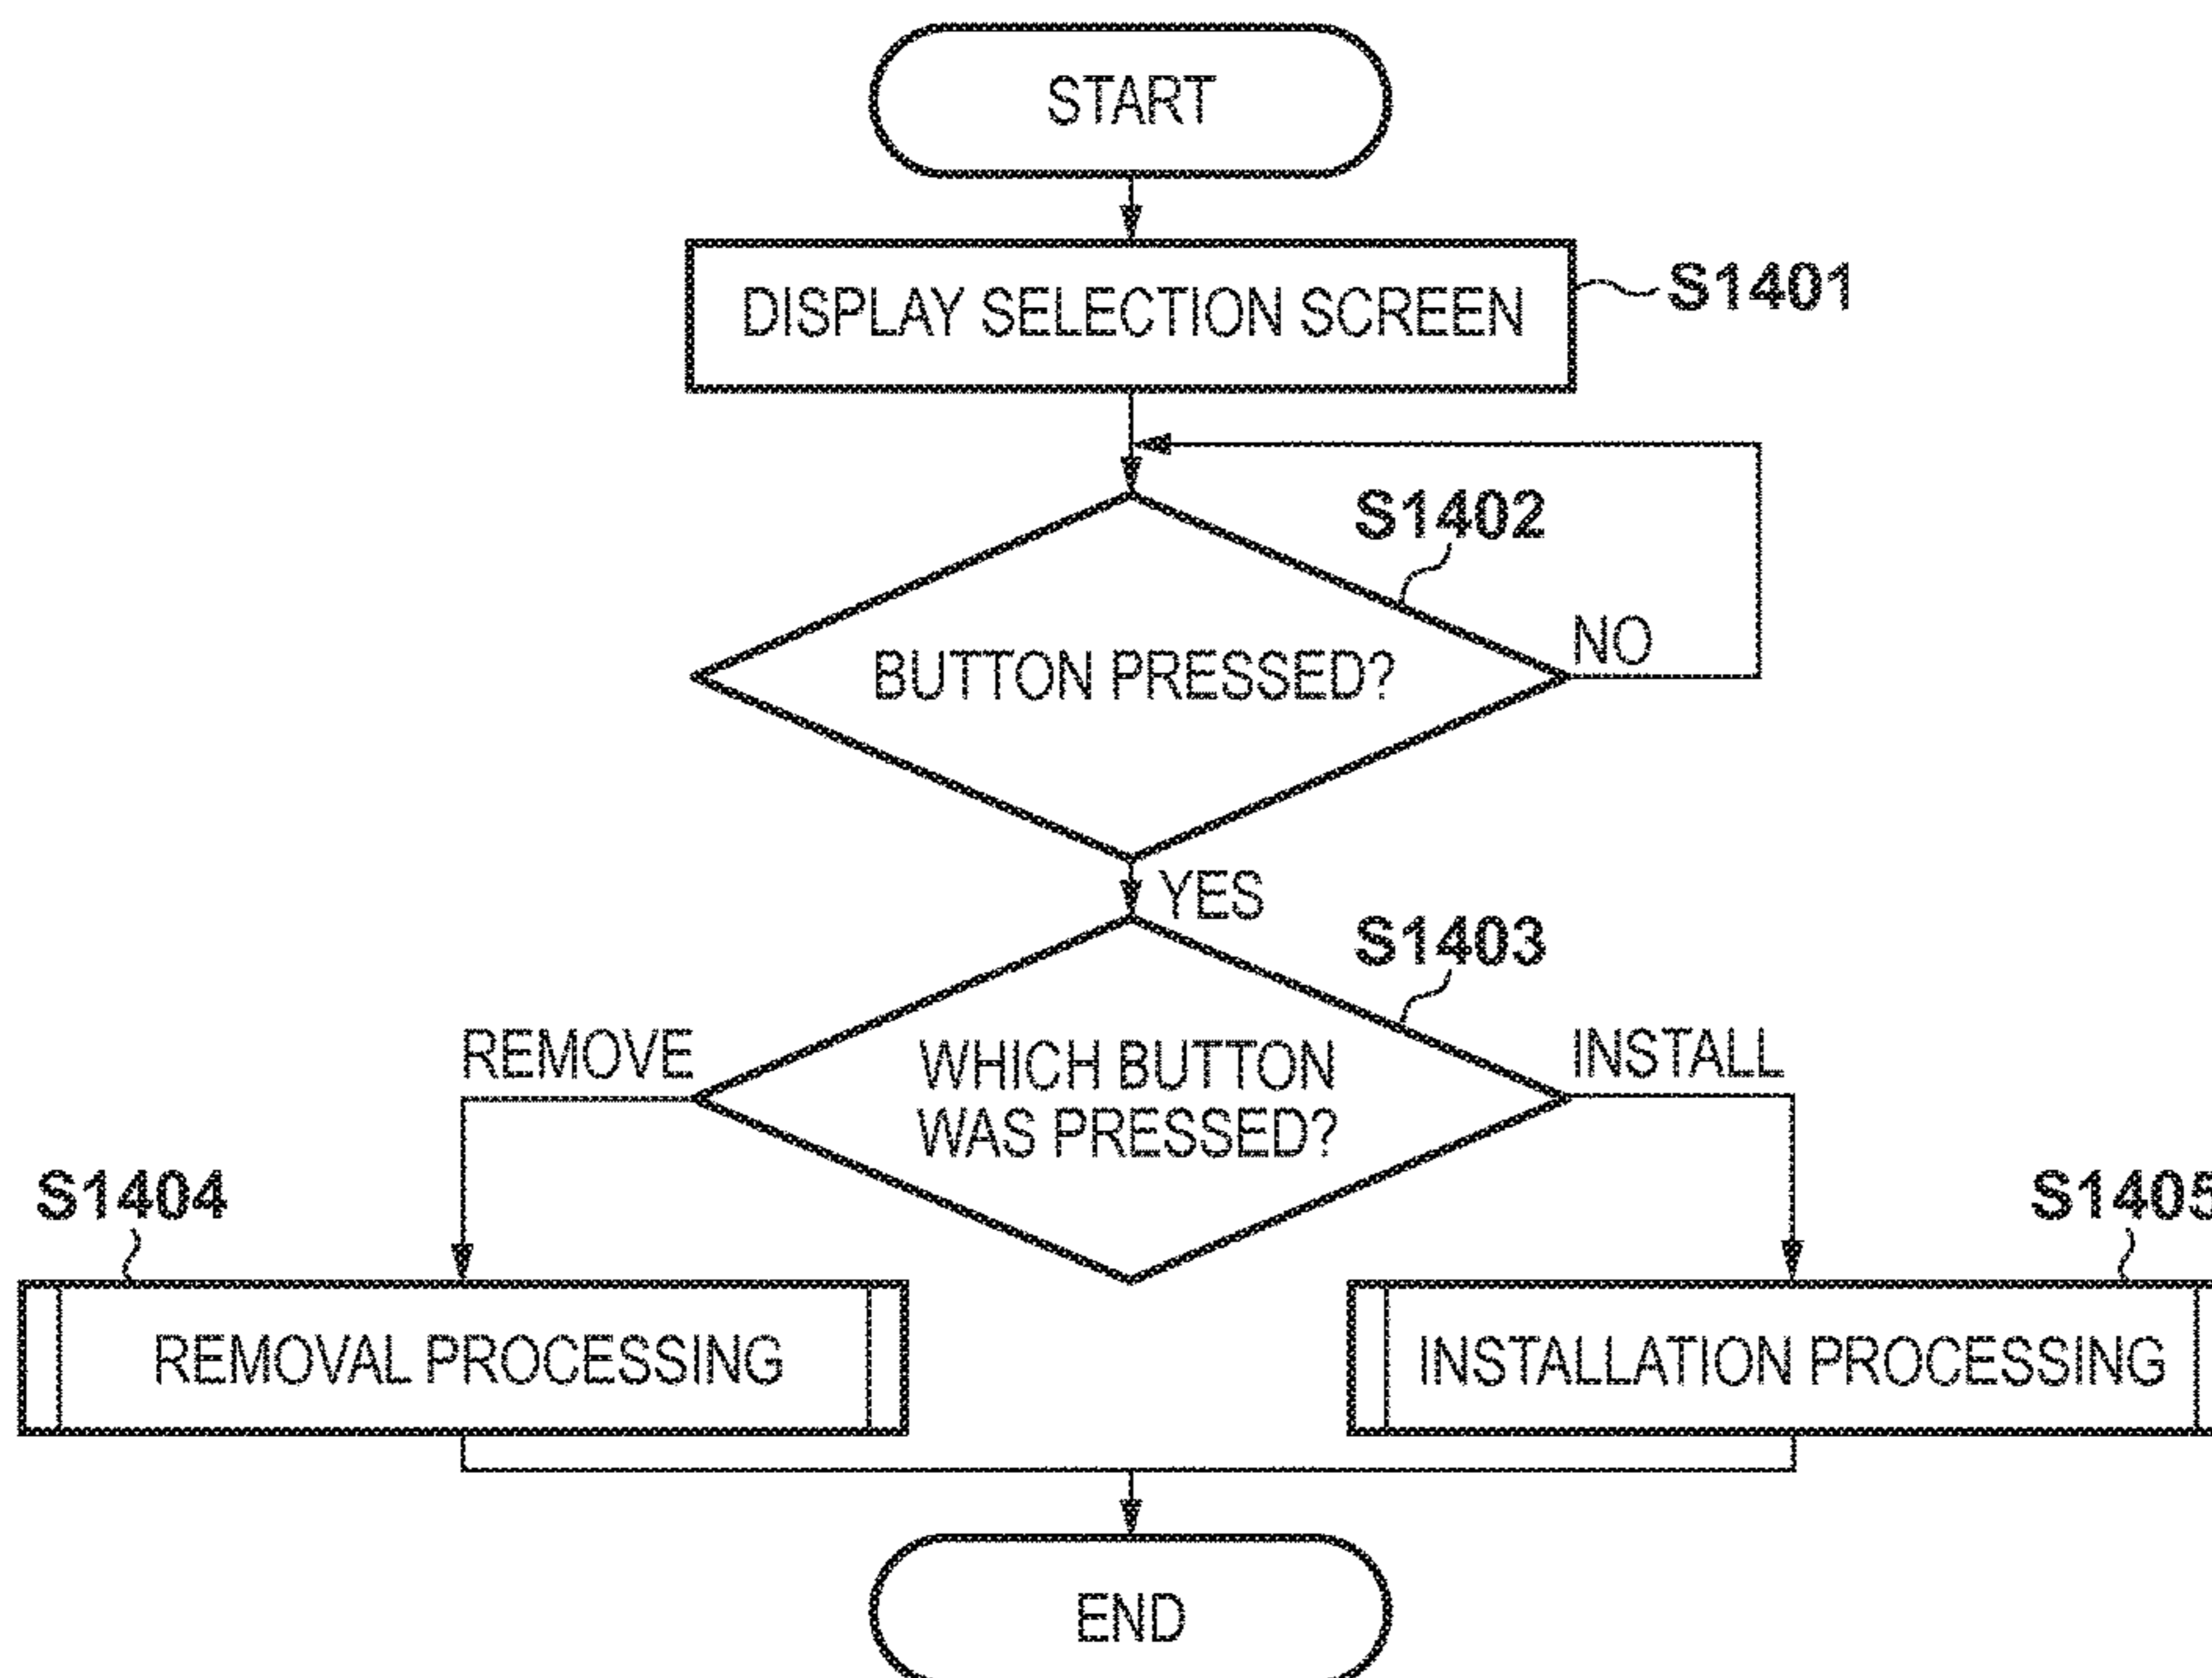 START
DISPLAY SELECTION SCREEN
S1401
S1402
BUTTON PRESSED?
NO
YES
S1403
REMOVE
WHICH BUTTON
WAS PRESSED?
INSTALL
S1404
S1405
REMOVAL PROCESSING
INSTALLATION PROCESSING
END